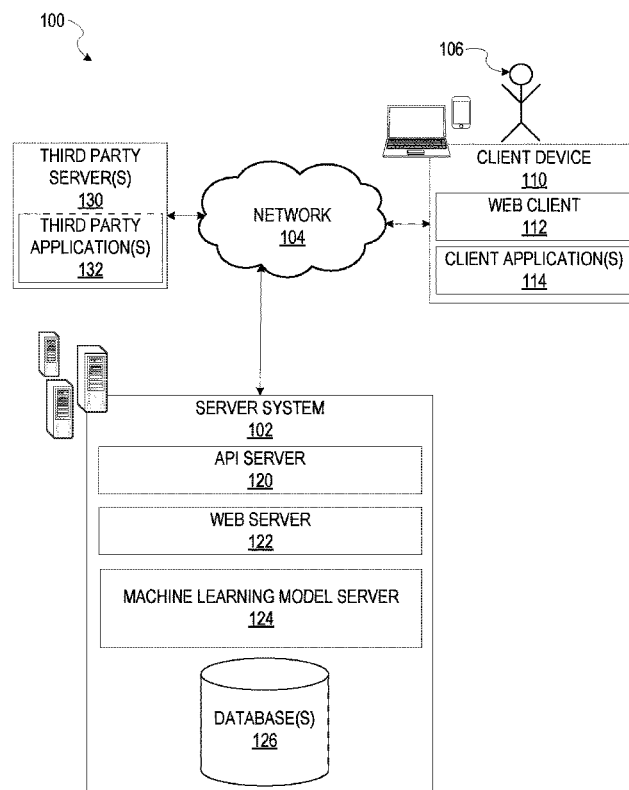 100
106
THIRD PARTY
SERVER(S)
130
THIRD PARTY
APPLICATION(S)
132
NETWORK
104
CLIENT DEVICE
110
WEB CLIENT
112
CLIENT APPLICATION(S)
114
SERVER SYSTEM
102
API SERVER
120
WEB SERVER
122
MACHINE LEARNING MODEL SERVER
124
DATABASE(S)
126